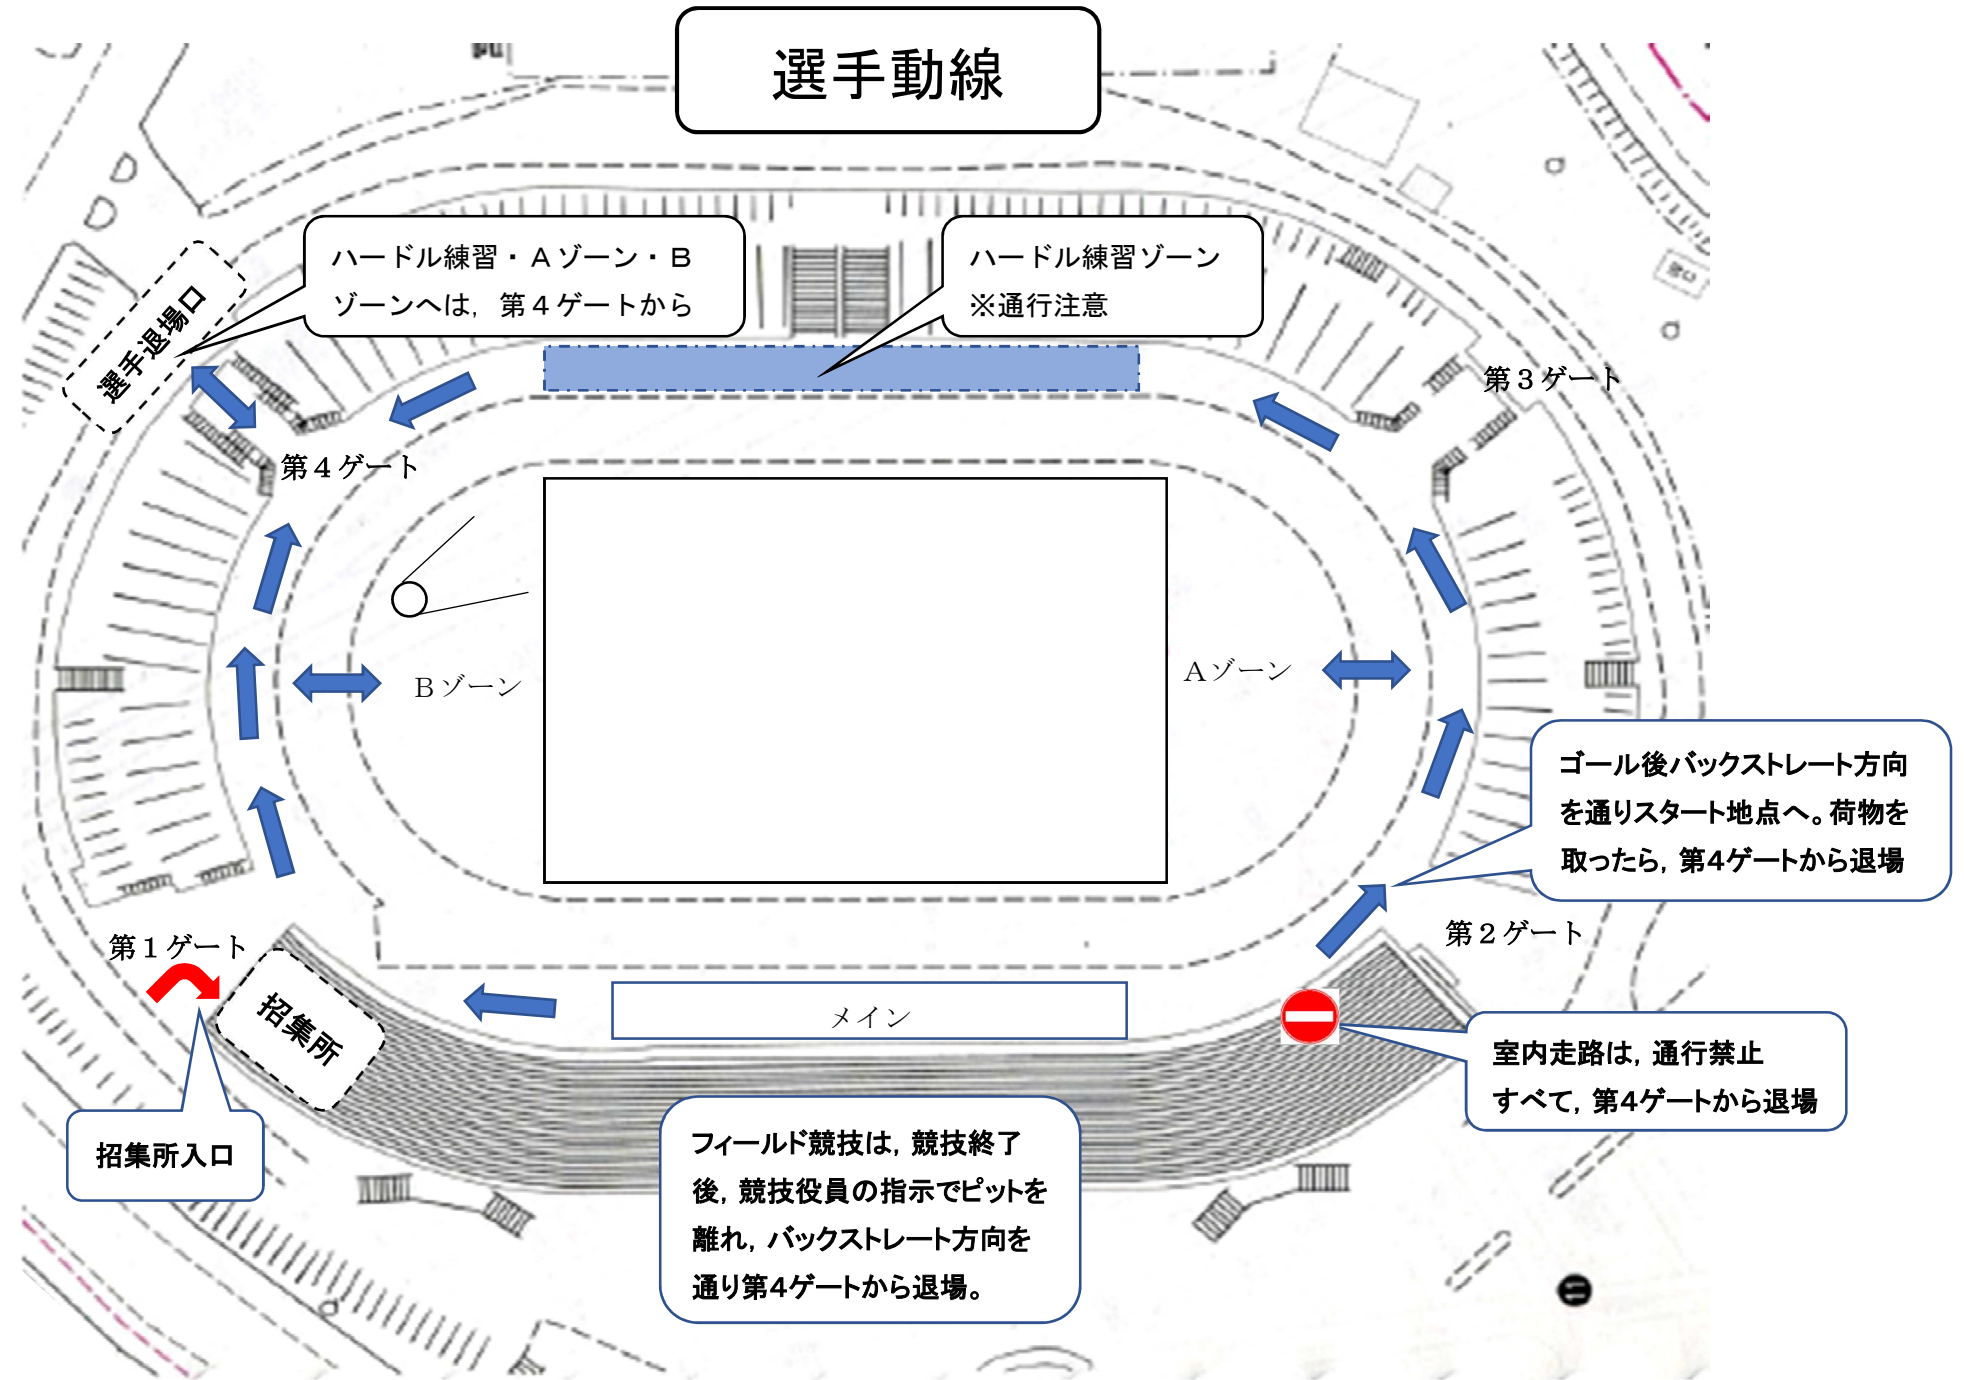 選手動線
ハードル練習・Aゾーン・B
ゾーンへは，第4ゲートから
ハードル練習ゾーン
※通行注意
選手退場口
第3ゲート
第4ゲート
Bゾーン
Aゾーン
ゴール後バックストレート方向
を通りスタート地点へ。荷物を
取ったら，第4ゲートから退場
第1ゲート
第2ゲート
招集所
メイン
室内走路は，通行禁止
すべて，第4ゲートから退場
招集所入口
フィールド競技は，競技終了
後，競技役員の指示でピットを
離れ，バックストレート方向を
通り第4ゲートから退場。